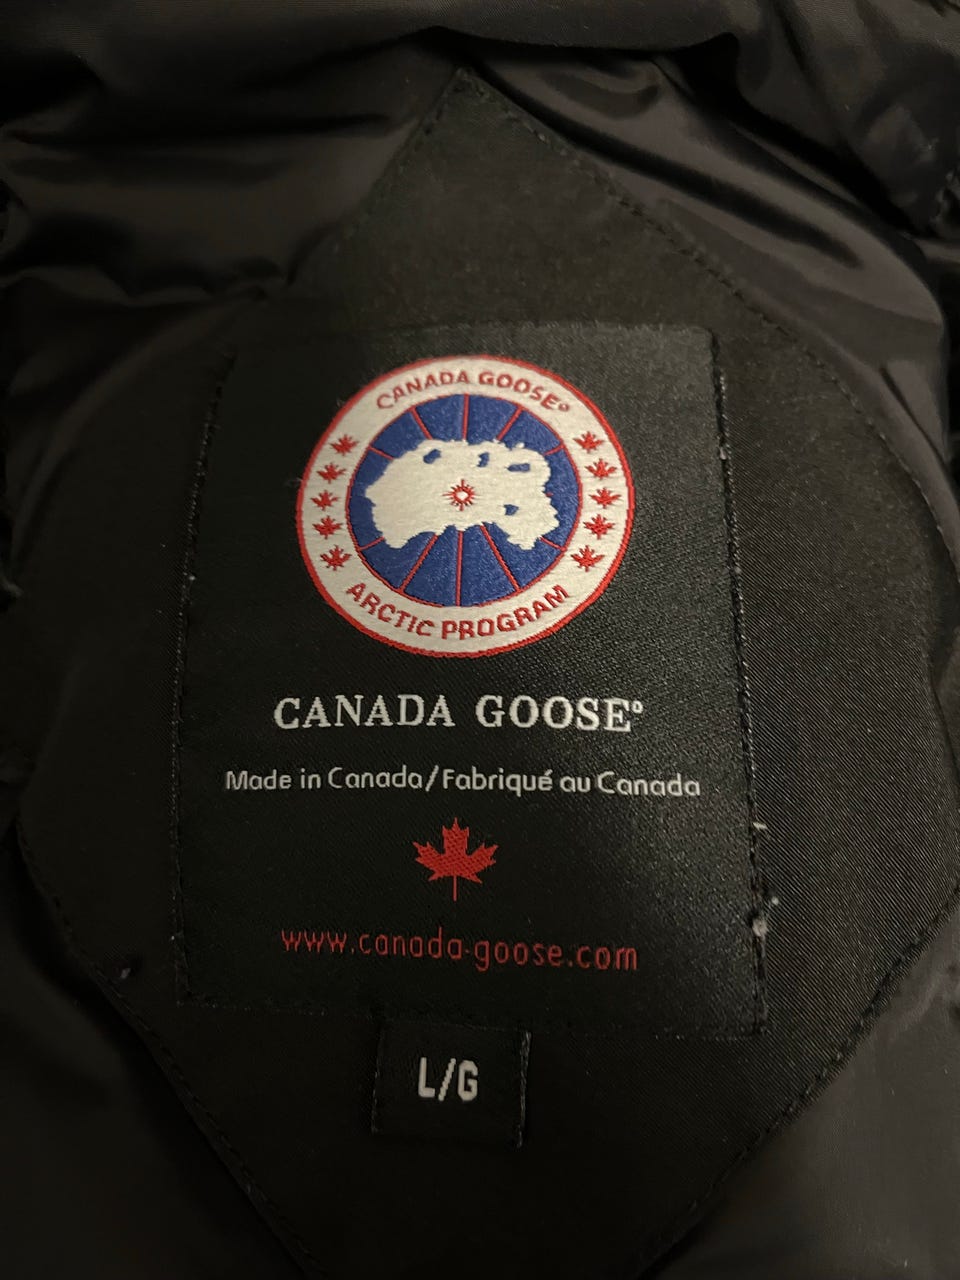 CANADA GOOSE®
ARCTIC PROGRAM
CANADA GOOSE®
Made in Canada/Fabriqué au Canada
www.canada-goose.com
L/G